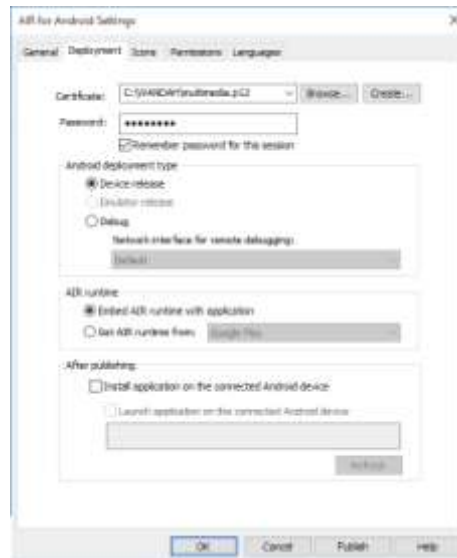 AIR for Android Settings
General Deployment Icons Permissions Languages
Certificate: Browse... Create...
Password: ********
Remember password for this session
Android deployment type
Device release
Emulator release
Debug
Network interface for remote debugging:
Default
AIR runtime
Embed AIR runtime with application
Get AIR runtime from: Google Play
After publishing
Install application on the connected Android device
Launch application on the connected Android device
Refresh
OK Cancel Publish Help